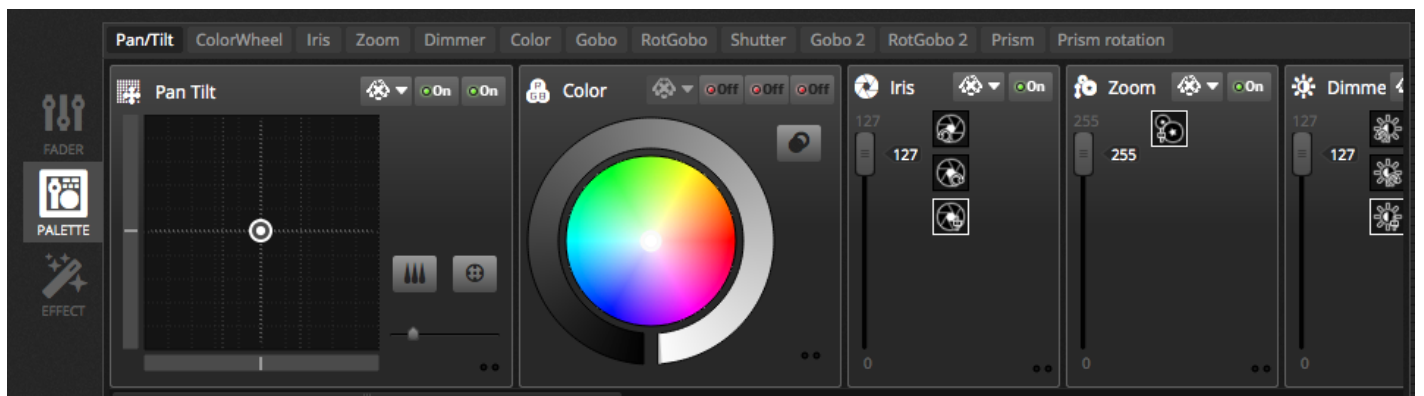 Pan/Tilt ColorWheel Iris Zoom Dimmer Color Gobo RotGobo Shutter Gobo 2 RotGobo 2 Prism Prism rotation
Pan Tilt On On
RGB Color Off Off Off
Iris On
Zoom On
Dimme
FADER
PALETTE
EFFECT
127
127
0
255
255
0
127
127
0